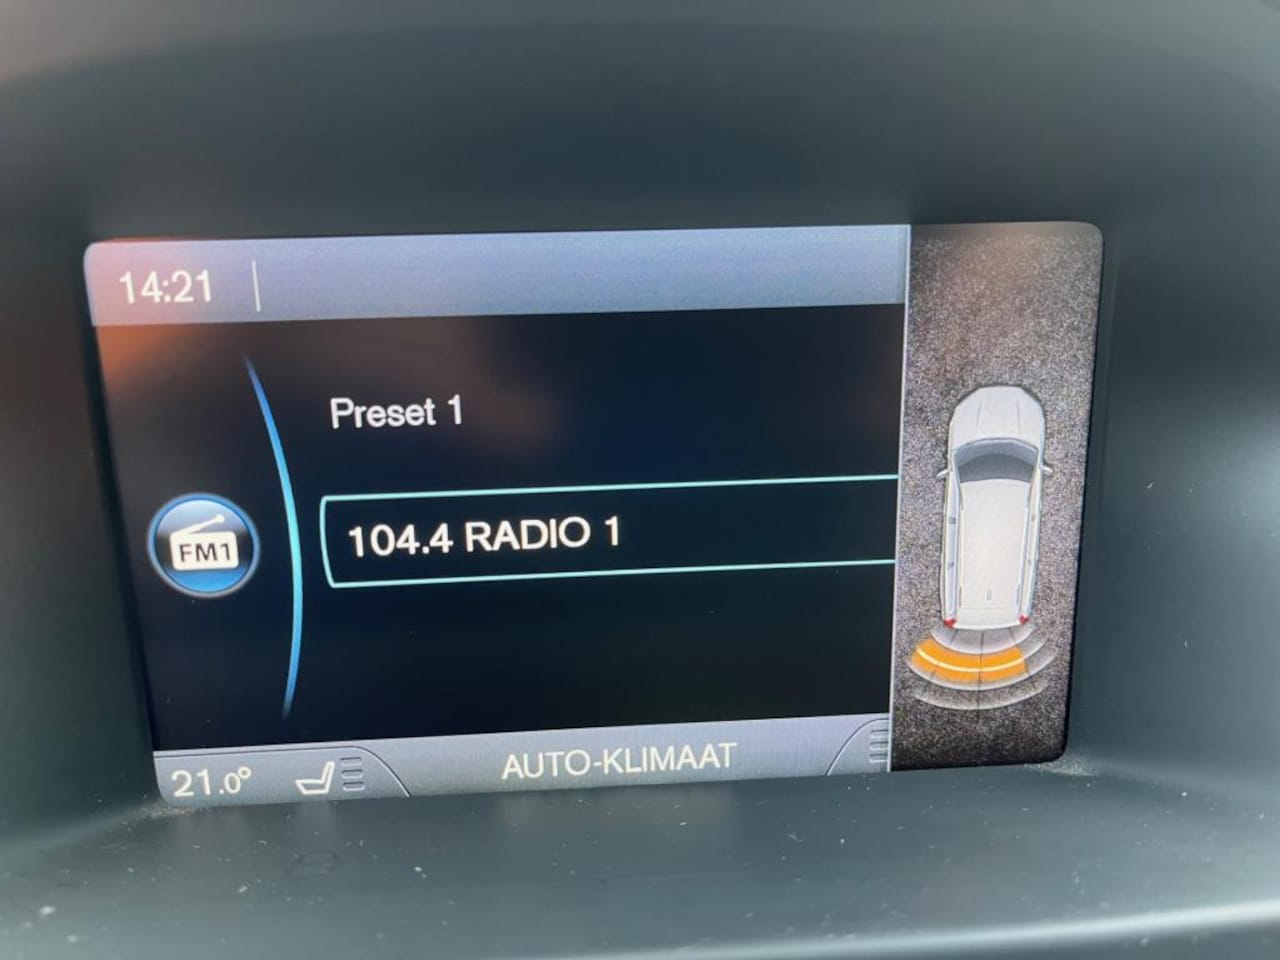 14:21
Preset 1
FM1
104.4 RADIO 1
21.0°
AUTO-KLIMAAT